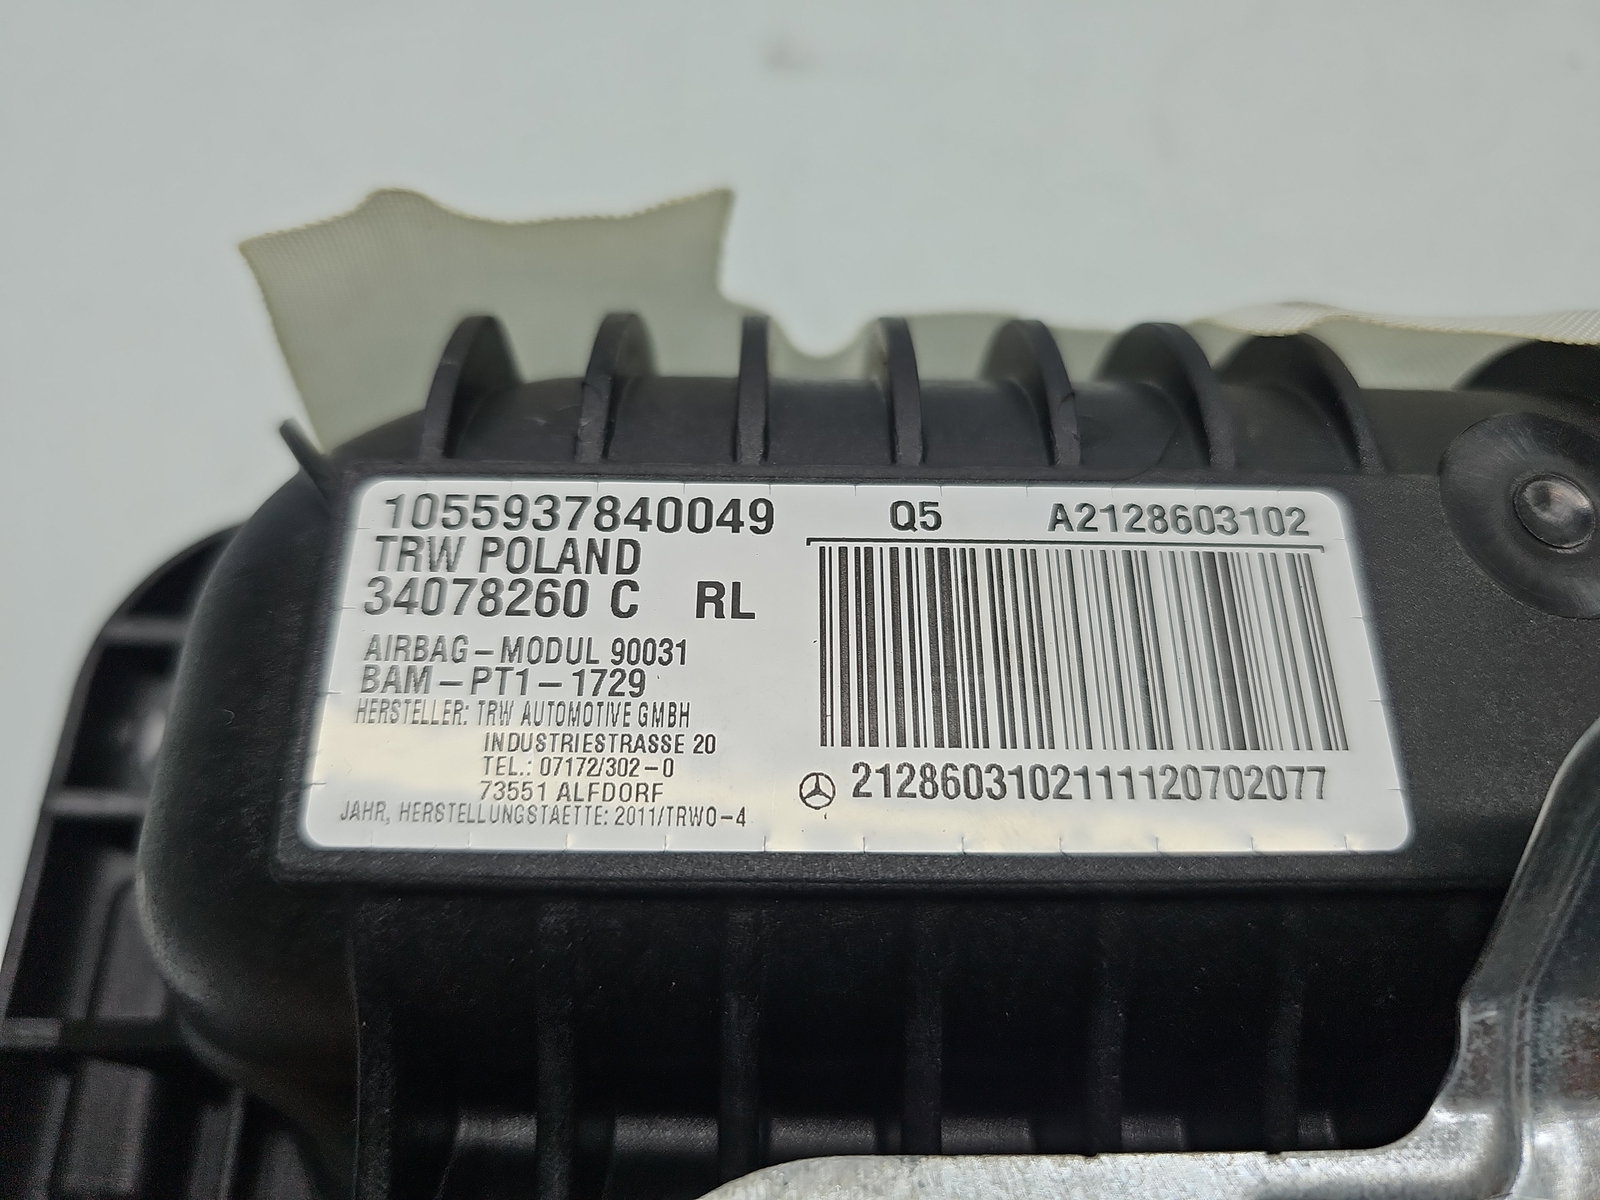 1055937840049 Q5 A2128603102
TRW POLAND
34078260 C RL
AIRBAG-MODUL 90031
BAM-PT1-1729
HERSTELLER: TRW AUTOMOTIVE GMBH
INDUSTRIESTRASSE 20
TEL.: 07172/302-0
73551 ALFDORF
JAHR, HERSTELLUNGSTAETTE: 2011/TRW0-4
2128603102111120702077